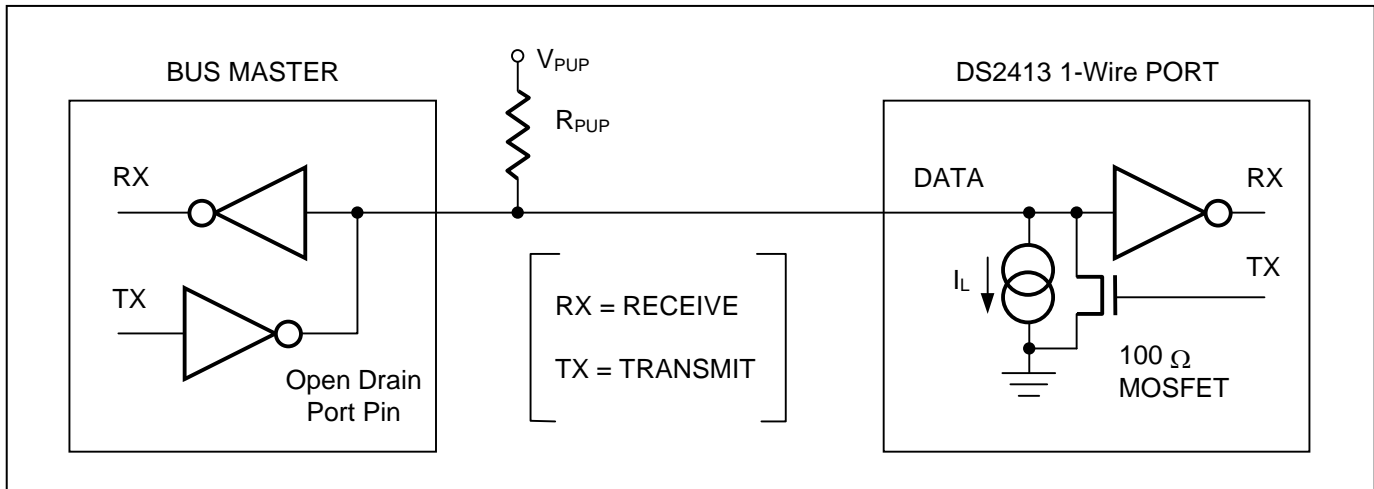 BUS MASTER
V_PUP
DS2413 1-Wire PORT
R_PUP
RX
DATA
RX
TX
TX
I_L
RX = RECEIVE
TX = TRANSMIT
Open Drain
Port Pin
100 Ω
MOSFET